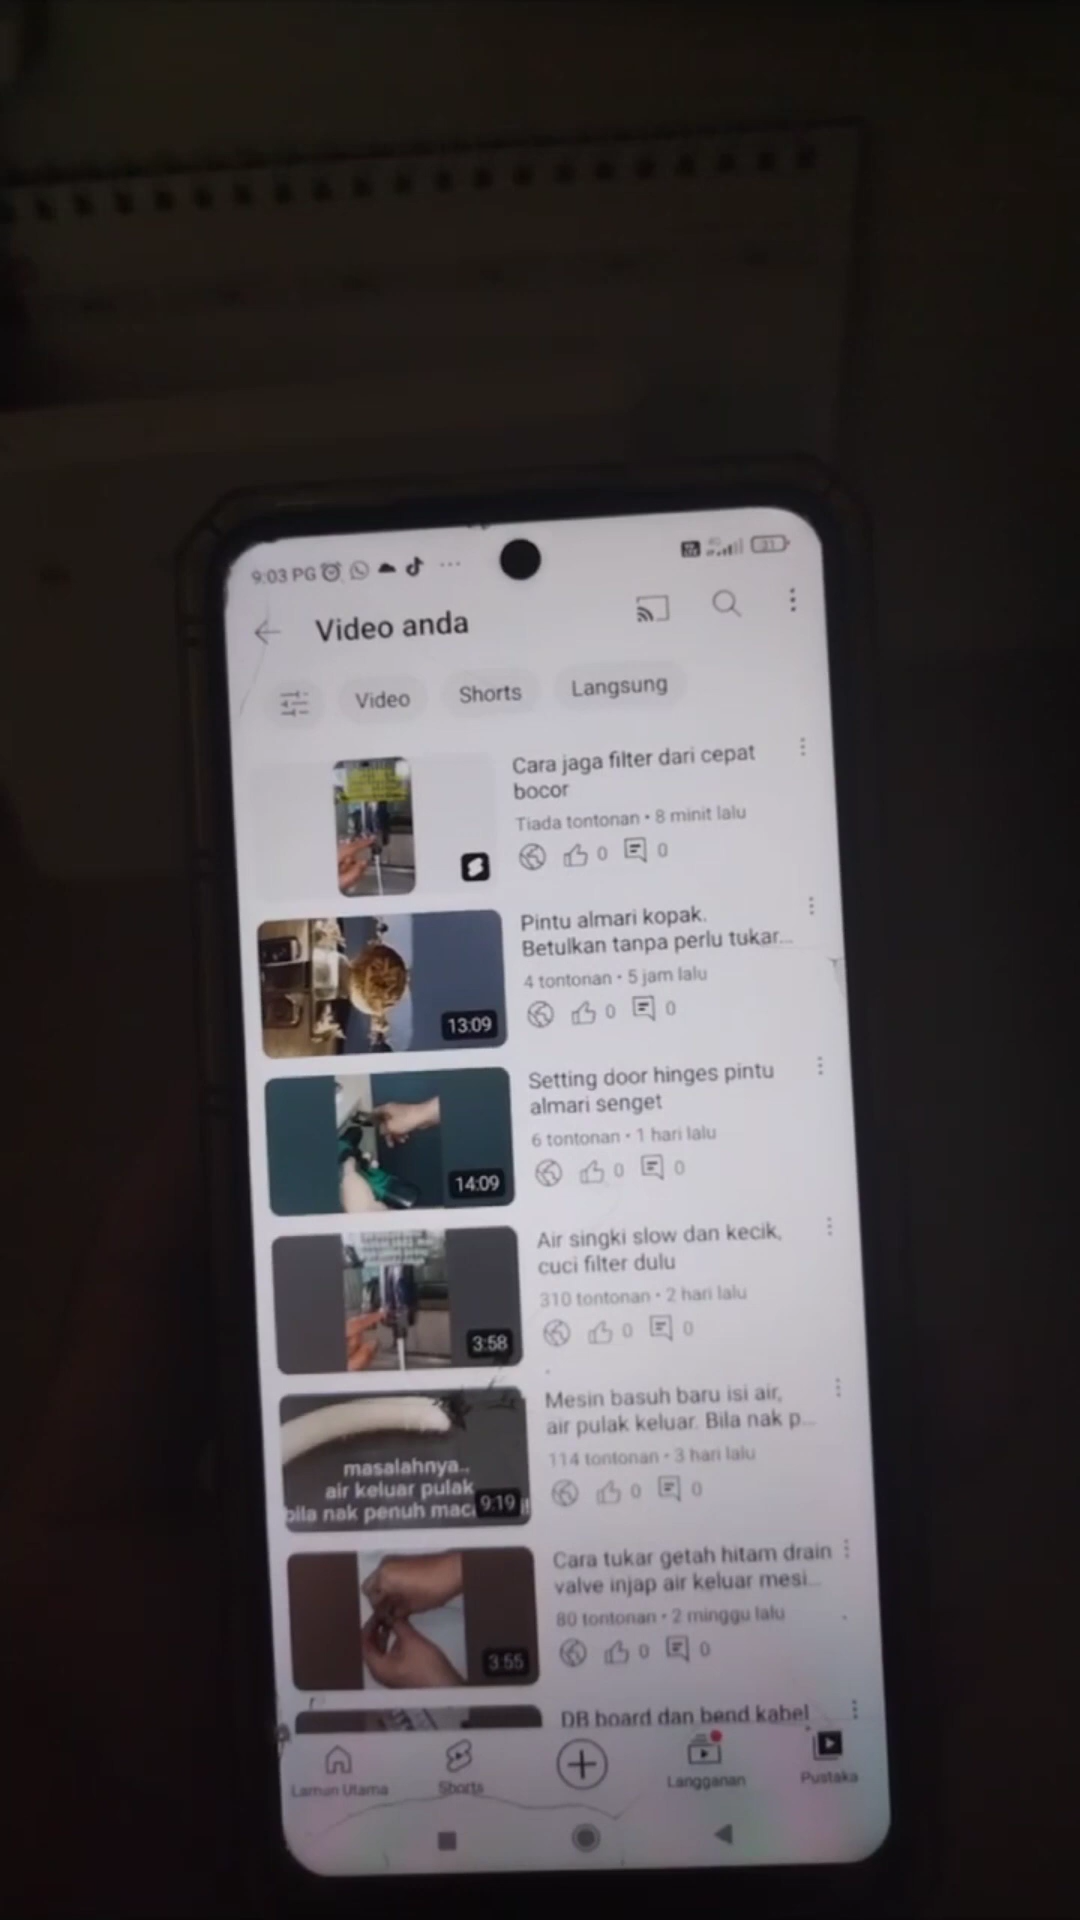 9:03 PG
31
Video anda
Video
Shorts
Langsung
Cara jaga filter dari cepat
bocor
Tiada tontonan • 8 minit lalu
0
0
Pintu almari kopak.
Betulkan tanpa perlu tukar...
4 tontonan • 5 jam lalu
0
0
13:09
Setting door hinges pintu
almari senget
6 tontonan • 1 hari lalu
0
0
14:09
Air singki slow dan kecik,
cuci filter dulu
310 tontonan • 2 hari lalu
0
0
3:58
Mesin basuh baru isi air,
air pulak keluar. Bila nak p...
114 tontonan • 3 hari lalu
0
0
masalahnya..
air keluar pulak
bila nak penuh mac
9:19
Cara tukar getah hitam drain
valve injap air keluar mesi...
80 tontonan • 2 minggu lalu
0
0
3:55
DB board dan bend kabel
Laman Utama
Shorts
Langganan
Pustaka